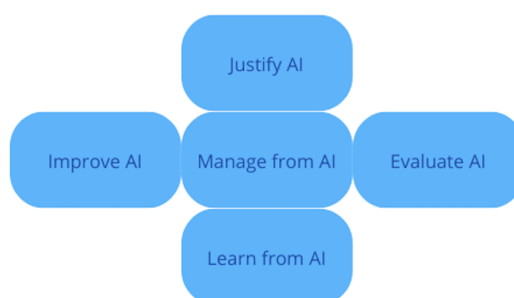 Justify AI
Improve AI
Manage from AI
Evaluate AI
Learn from AI